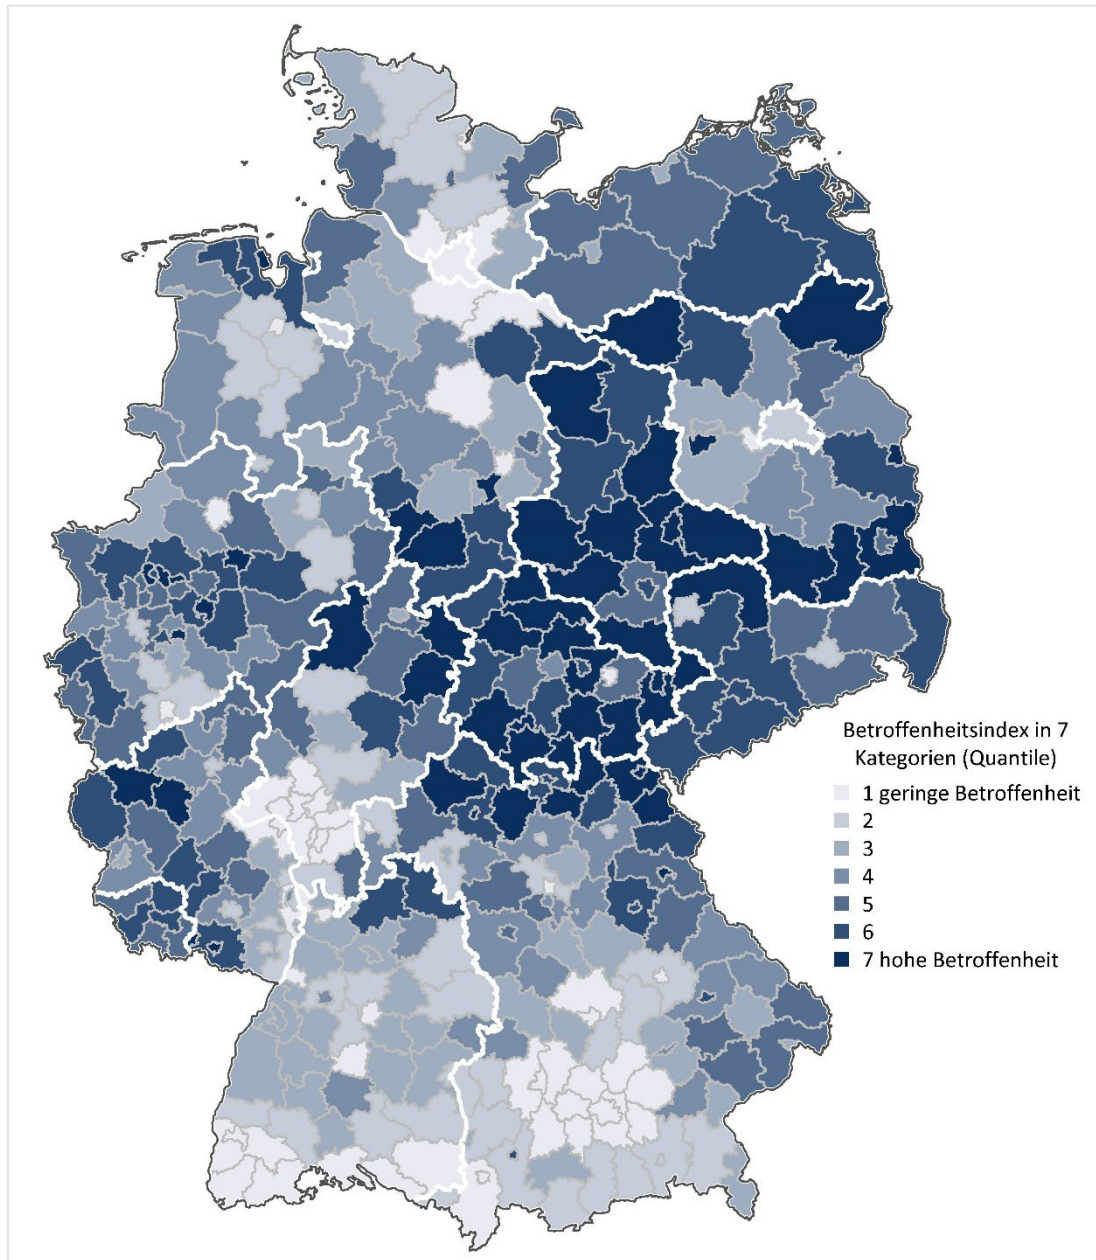 Betroffenheitsindex in 7
Kategorien (Quantile)
1 geringe Betroffenheit
2
3
4
5
6
7 hohe Betroffenheit